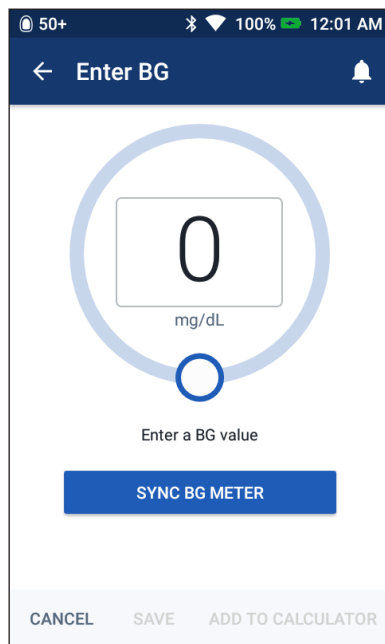 50+ 100% 12:01 AM
Enter BG
0
mg/dL
Enter a BG value
SYNC BG METER
CANCEL SAVE ADD TO CALCULATOR